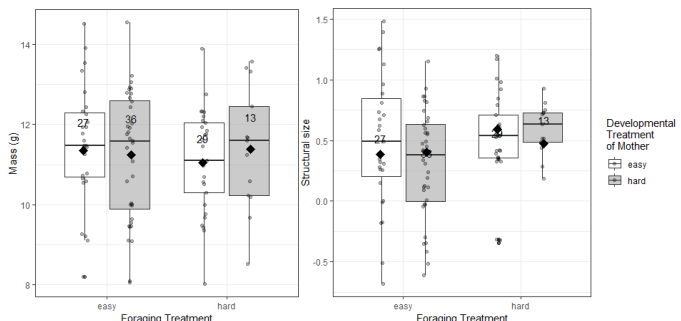 14
12
10
8
Mass (g)
27
36
29
13
easy
hard
Foraging Treatment
1.5
1.0
0.5
0.0
-0.5
Structural size
27
13
easy
hard
Foraging Treatment
Developmental
Treatment
of Mother
easy
hard